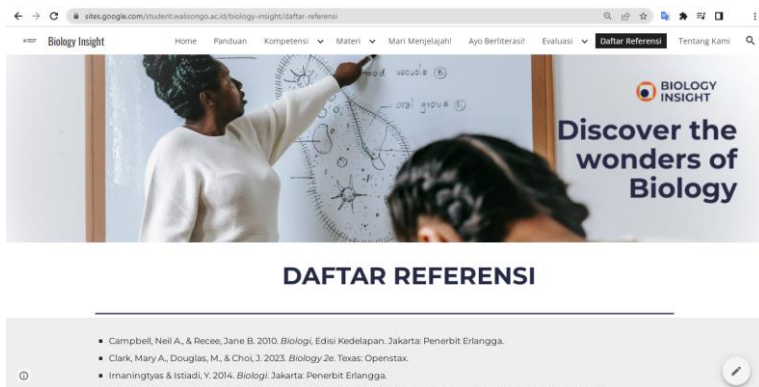 sites.google.com/student.walisongo.ac.id/biology-insight/daftar-referensi
Biology Insight Home Panduan Kompetensi Materi Mari Menjelajah! Ayo Berliterasi! Evaluasi Daftar Referensi Tentang Kami
food vacuole (B)
oral groove (E)
BIOLOGY
INSIGHT
Discover the
wonders of
Biology
DAFTAR REFERENSI
Campbell, Neil A., & Recee, Jane B. 2010. Biologi, Edisi Kedelapan. Jakarta: Penerbit Erlangga.
Clark, Mary A., Douglas, M., & Choi, J. 2023. Biology 2e. Texas: Openstax.
Irnaningtyas & Istiadi, Y. 2014. Biologi. Jakarta: Penerbit Erlangga.